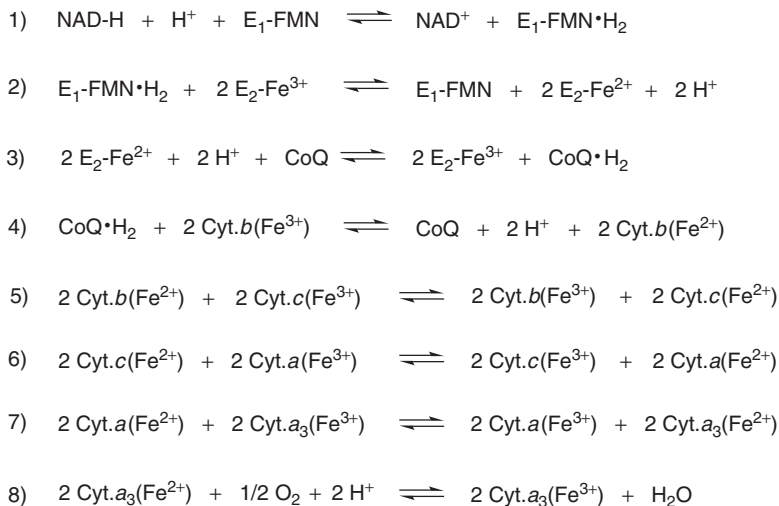 1) NAD-H + H⁺ + E₁-FMN ⇌ NAD⁺ + E₁-FMN•H₂
2) E₁-FMN•H₂ + 2 E₂-Fe³⁺ ⇌ E₁-FMN + 2 E₂-Fe²⁺ + 2 H⁺
3) 2 E₂-Fe²⁺ + 2 H⁺ + CoQ ⇌ 2 E₂-Fe³⁺ + CoQ•H₂
4) CoQ•H₂ + 2 Cyt.b(Fe³⁺) ⇌ CoQ + 2 H⁺ + 2 Cyt.b(Fe²⁺)
5) 2 Cyt.b(Fe²⁺) + 2 Cyt.c(Fe³⁺) ⇌ 2 Cyt.b(Fe³⁺) + 2 Cyt.c(Fe²⁺)
6) 2 Cyt.c(Fe²⁺) + 2 Cyt.a(Fe³⁺) ⇌ 2 Cyt.c(Fe³⁺) + 2 Cyt.a(Fe²⁺)
7) 2 Cyt.a(Fe²⁺) + 2 Cyt.a₃(Fe³⁺) ⇌ 2 Cyt.a(Fe³⁺) + 2 Cyt.a₃(Fe²⁺)
8) 2 Cyt.a₃(Fe²⁺) + 1/2 O₂ + 2 H⁺ ⇌ 2 Cyt.a₃(Fe³⁺) + H₂O